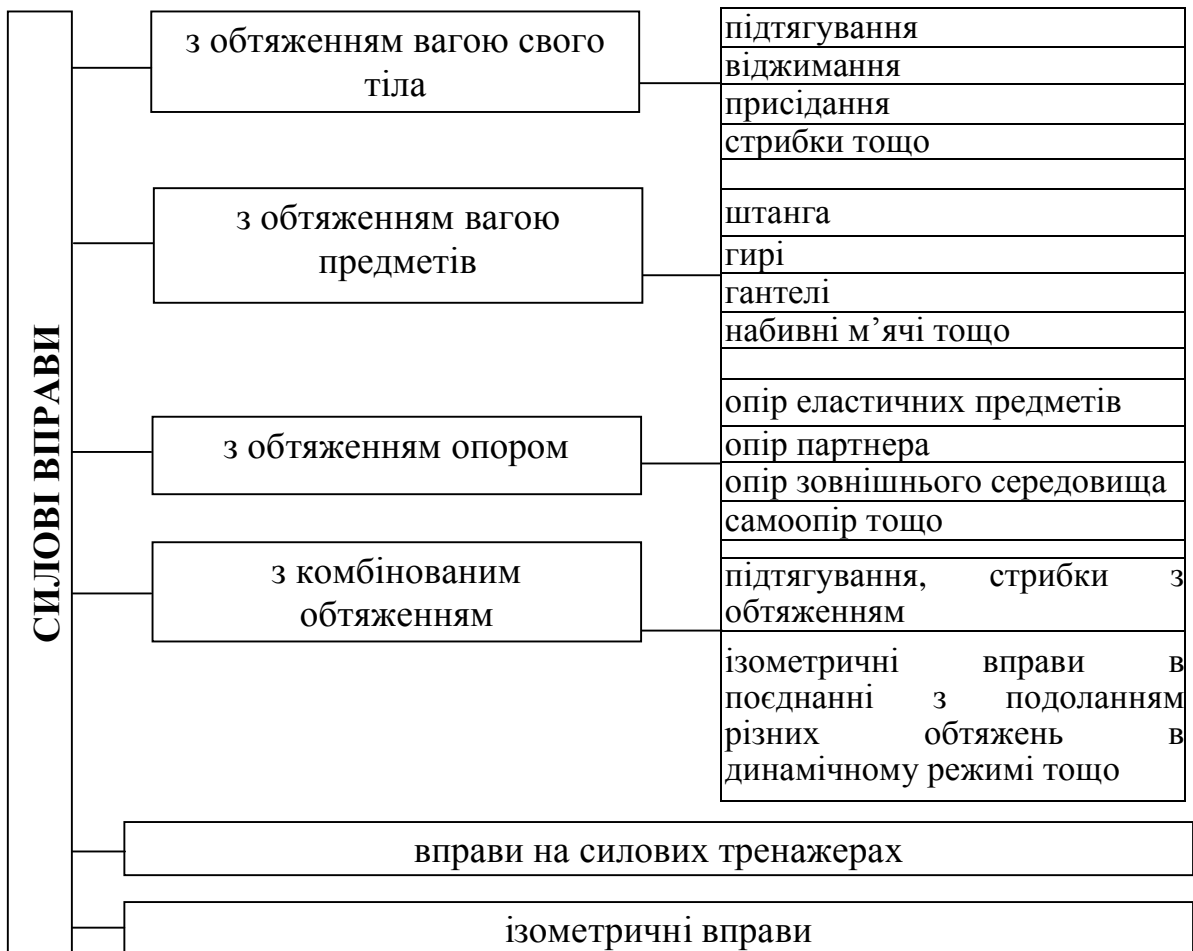 СИЛОВІ ВПРАВИ
з обтяженням вагою свого
тіла
підтягування
віджимання
присідання
стрибки тощо
з обтяженням вагою
предметів
штанга
гирі
гантелі
набивні м’ячі тощо
з обтяженням опором
опір еластичних предметів
опір партнера
опір зовнішнього середовища
самоопір тощо
з комбінованим
обтяженням
підтягування, стрибки з
обтяженням
ізометричні вправи в
поєднанні з подоланням
різних обтяжень в
динамічному режимі тощо
вправи на силових тренажерах
ізометричні вправи